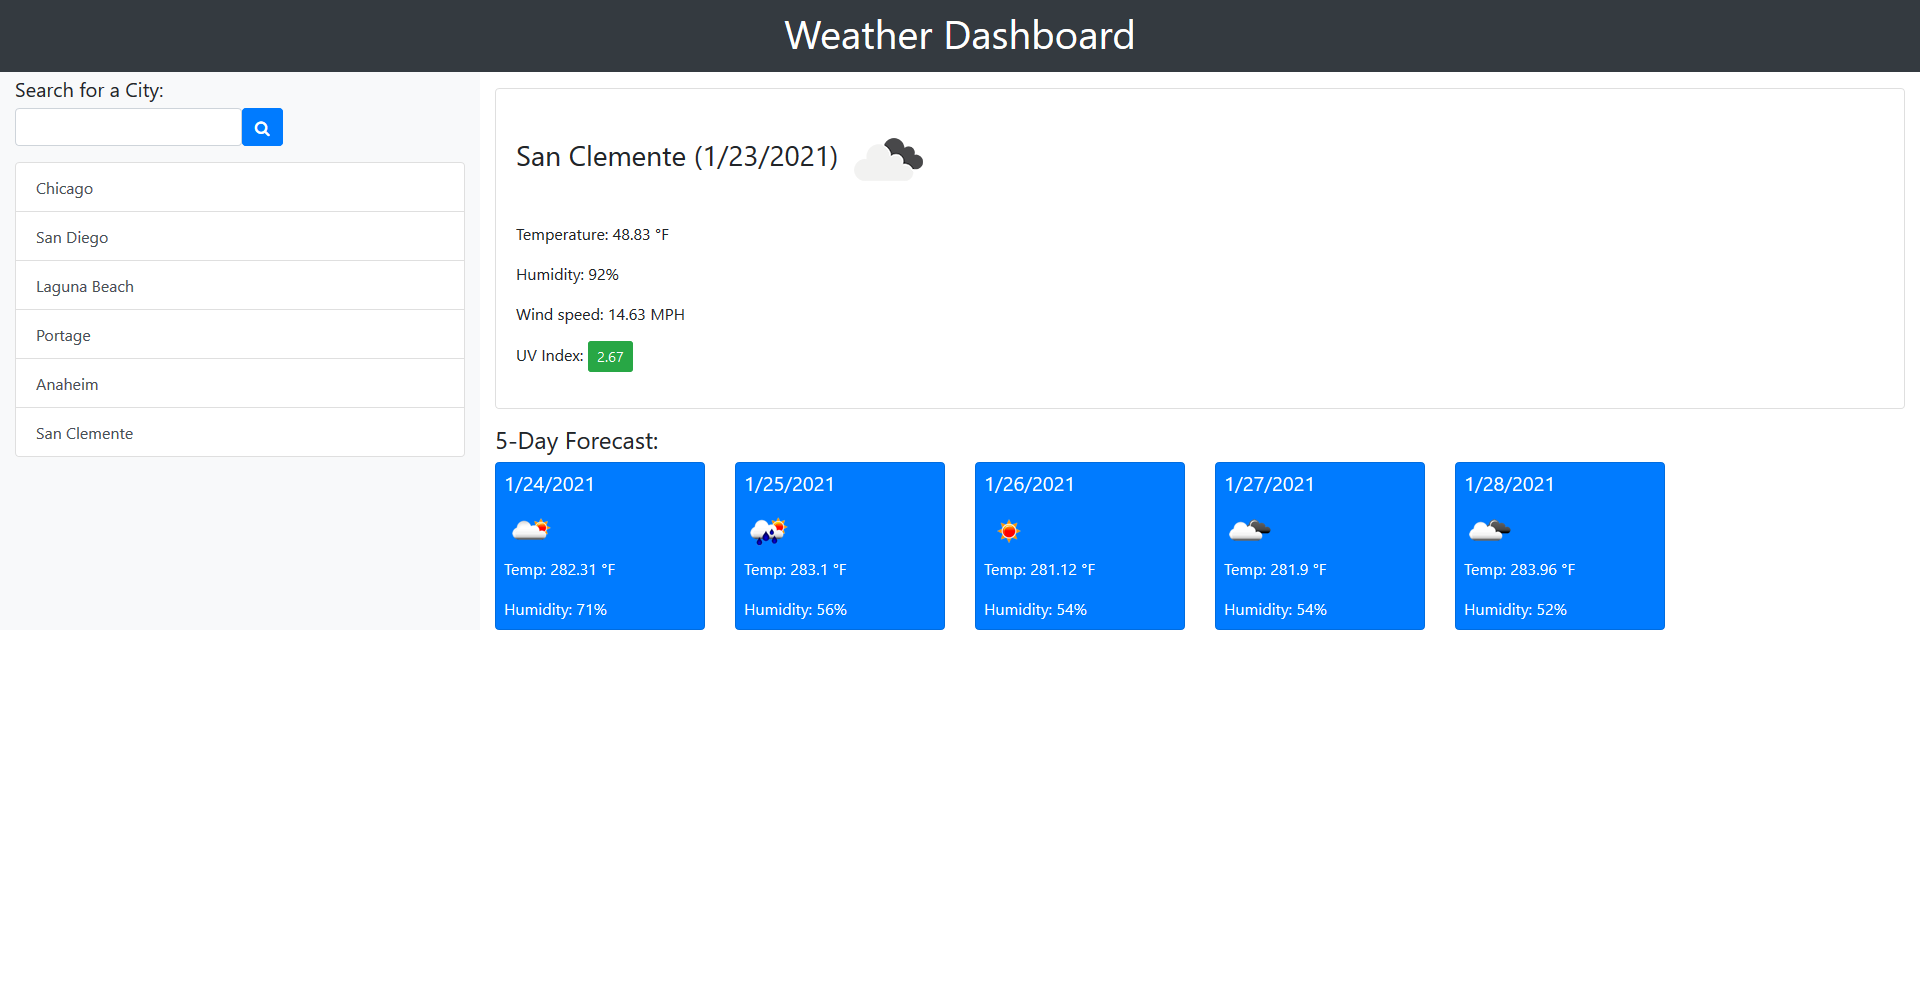 Weather Dashboard
Search for a City:
Chicago
San Diego
Laguna Beach
Portage
Anaheim
San Clemente
San Clemente (1/23/2021)
Temperature: 48.83 °F
Humidity: 92%
Wind speed: 14.63 MPH
UV Index: 2.67
5-Day Forecast:
1/24/2021
Temp: 282.31 °F
Humidity: 71%
1/25/2021
Temp: 283.1 °F
Humidity: 56%
1/26/2021
Temp: 281.12 °F
Humidity: 54%
1/27/2021
Temp: 281.9 °F
Humidity: 54%
1/28/2021
Temp: 283.96 °F
Humidity: 52%